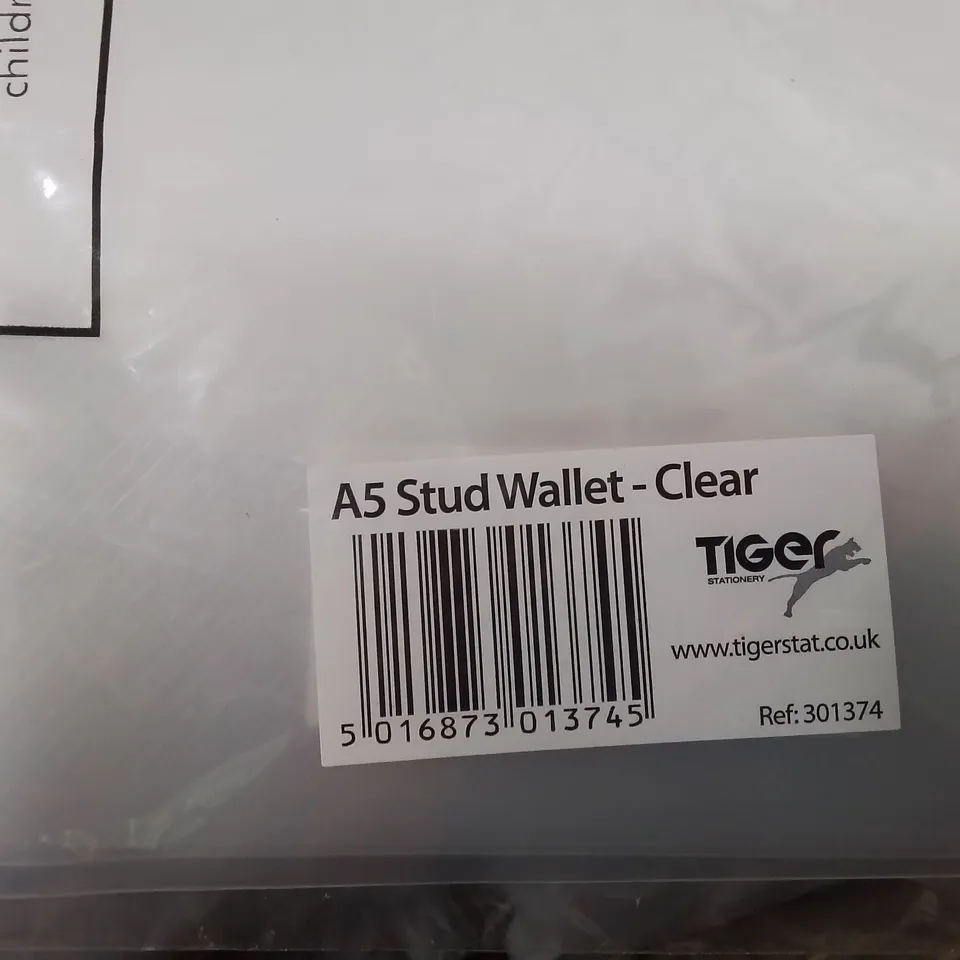 A5 Stud Wallet - Clear
TIGer
STATIONERY
www.tigerstat.co.uk
Ref: 301374
5 016873 013745